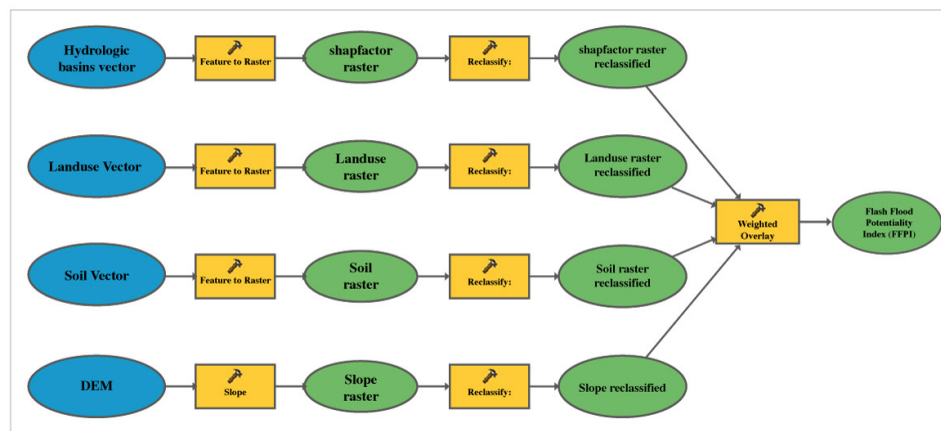 Hydrologic
basins vector
Feature to Raster
shapfactor
raster
Reclassify:
shapfactor raster
reclassified
Landuse Vector
Feature to Raster
Landuse
raster
Reclassify:
Landuse raster
reclassified
Weighted
Overlay
Flash Flood
Potentiality
Index (FFPI)
Soil Vector
Feature to Raster
Soil
raster
Reclassify:
Soil raster
reclassified
DEM
Slope
Slope
raster
Reclassify:
Slope reclassified